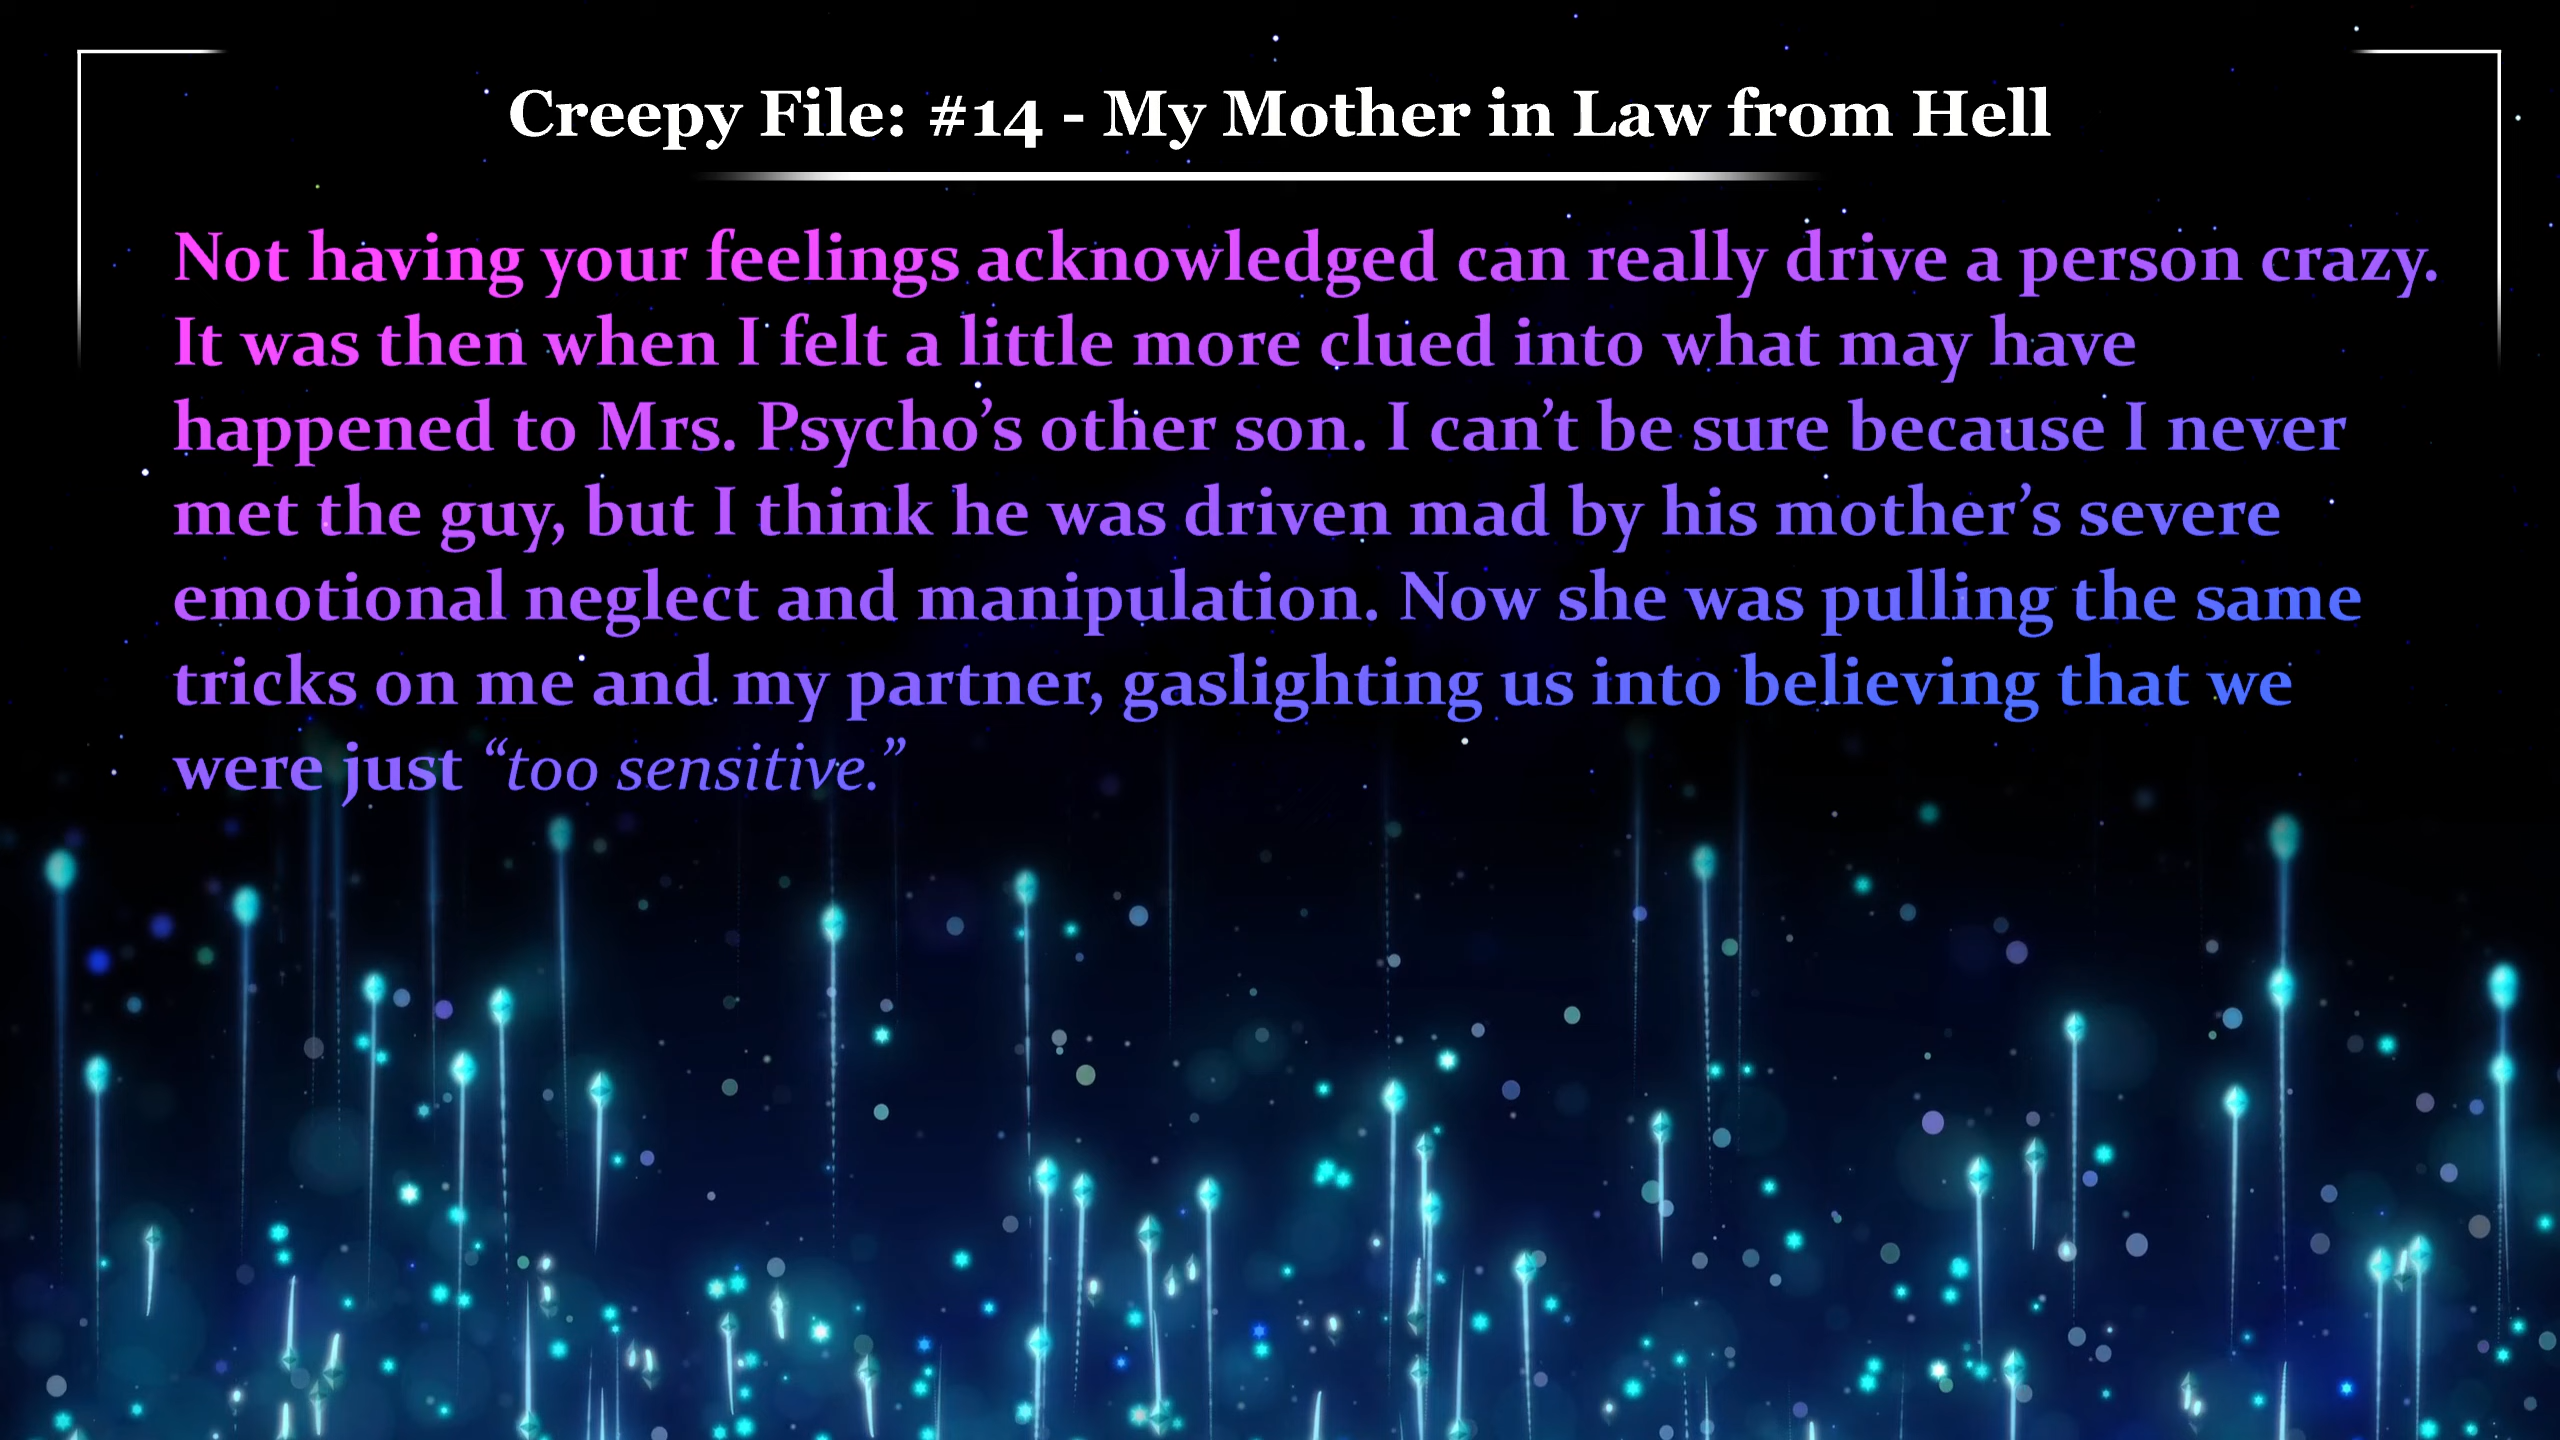 Creepy File: #14 - My Mother in Law from Hell
Not having your feelings acknowledged can really drive a person crazy.
It was then when I felt a little more clued into what may have
happened to Mrs. Psycho’s other son. I can’t be sure because I never
met the guy, but I think he was driven mad by his mother’s severe
emotional neglect and manipulation. Now she was pulling the same
tricks on me and my partner, gaslighting us into believing that we
were just “too sensitive.”